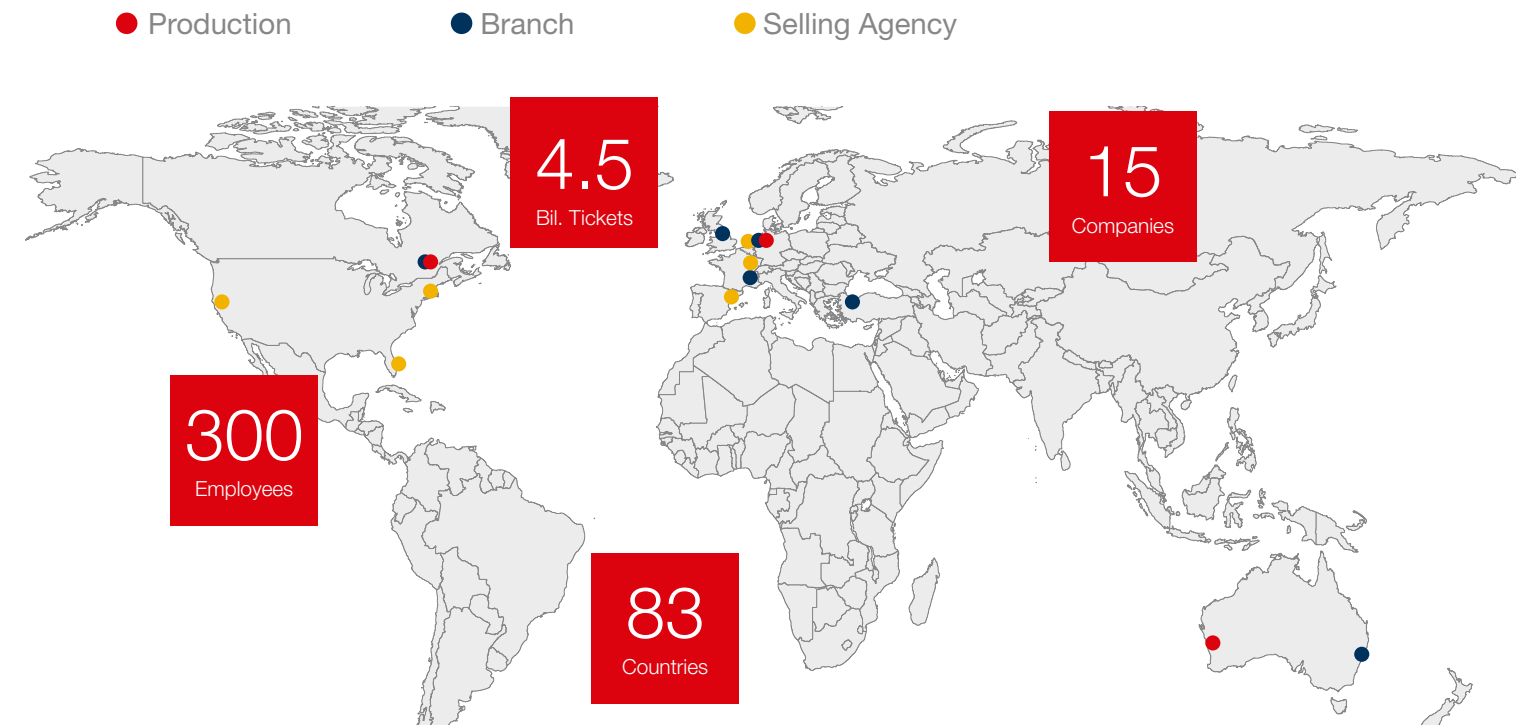 Production
Branch
Selling Agency
4.5
Bil. Tickets
15
Companies
300
Employees
83
Countries